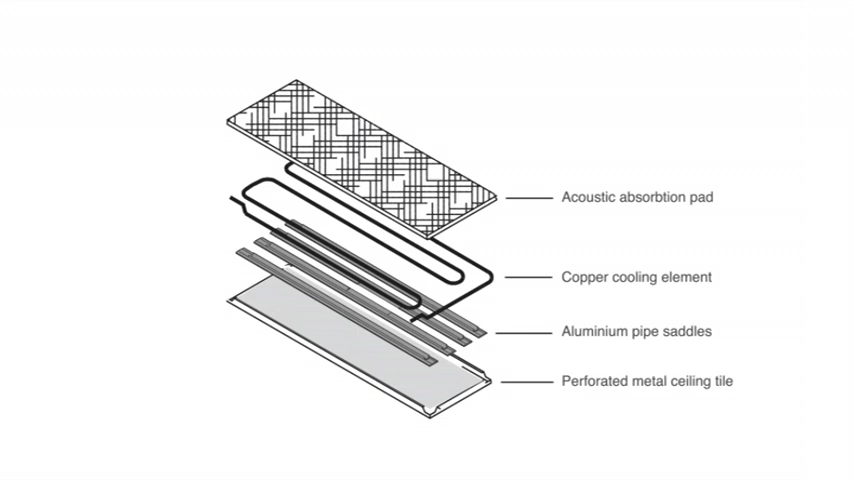 Acoustic absorbtion pad
Copper cooling element
Aluminium pipe saddles
Perforated metal ceiling tile